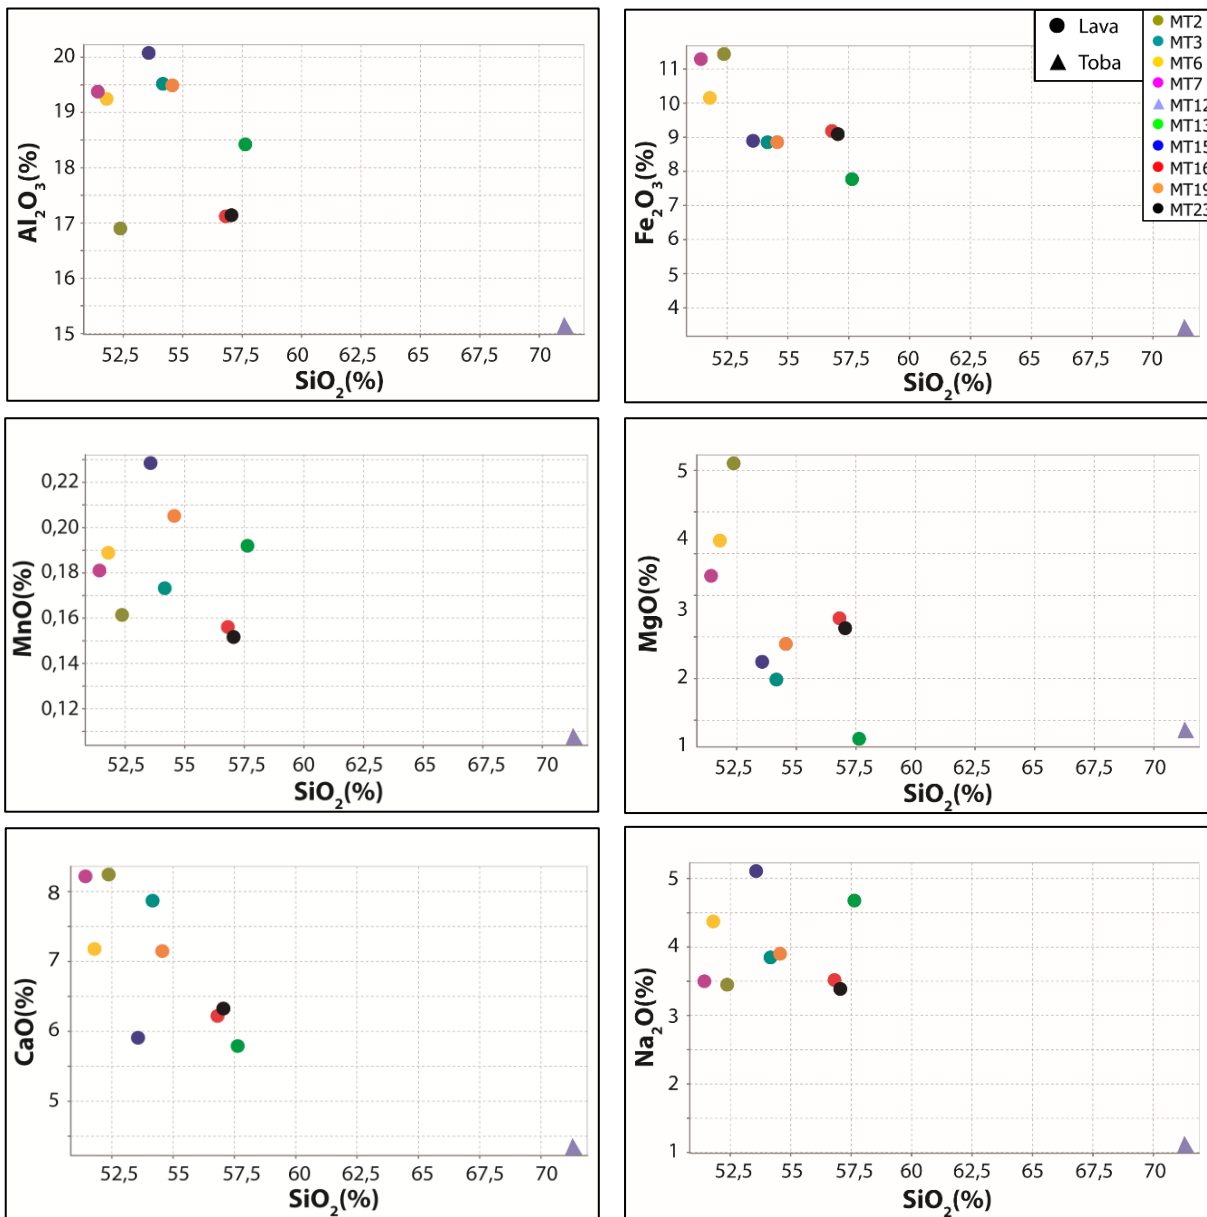 20
19
18
17
16
15
Al2O3(%)
52,5 55 57,5 60 62,5 65 67,5 70
SiO2(%)
11
10
9
8
7
6
5
4
Fe2O3(%)
52,5 55 57,5 60 62,5 65 67,5 70
SiO2(%)
Lava
Toba
MT2
MT3
MT6
MT7
MT12
MT13
MT15
MT16
MT19
MT23
0,22
0,20
0,18
0,16
0,14
0,12
MnO(%)
52,5 55 57,5 60 62,5 65 67,5 70
SiO2(%)
5
4
3
2
1
MgO(%)
52,5 55 57,5 60 62,5 65 67,5 70
SiO2(%)
8
7
6
5
CaO(%)
52,5 55 57,5 60 62,5 65 67,5 70
SiO2(%)
5
4
3
2
1
Na2O(%)
52,5 55 57,5 60 62,5 65 67,5 70
SiO2(%)